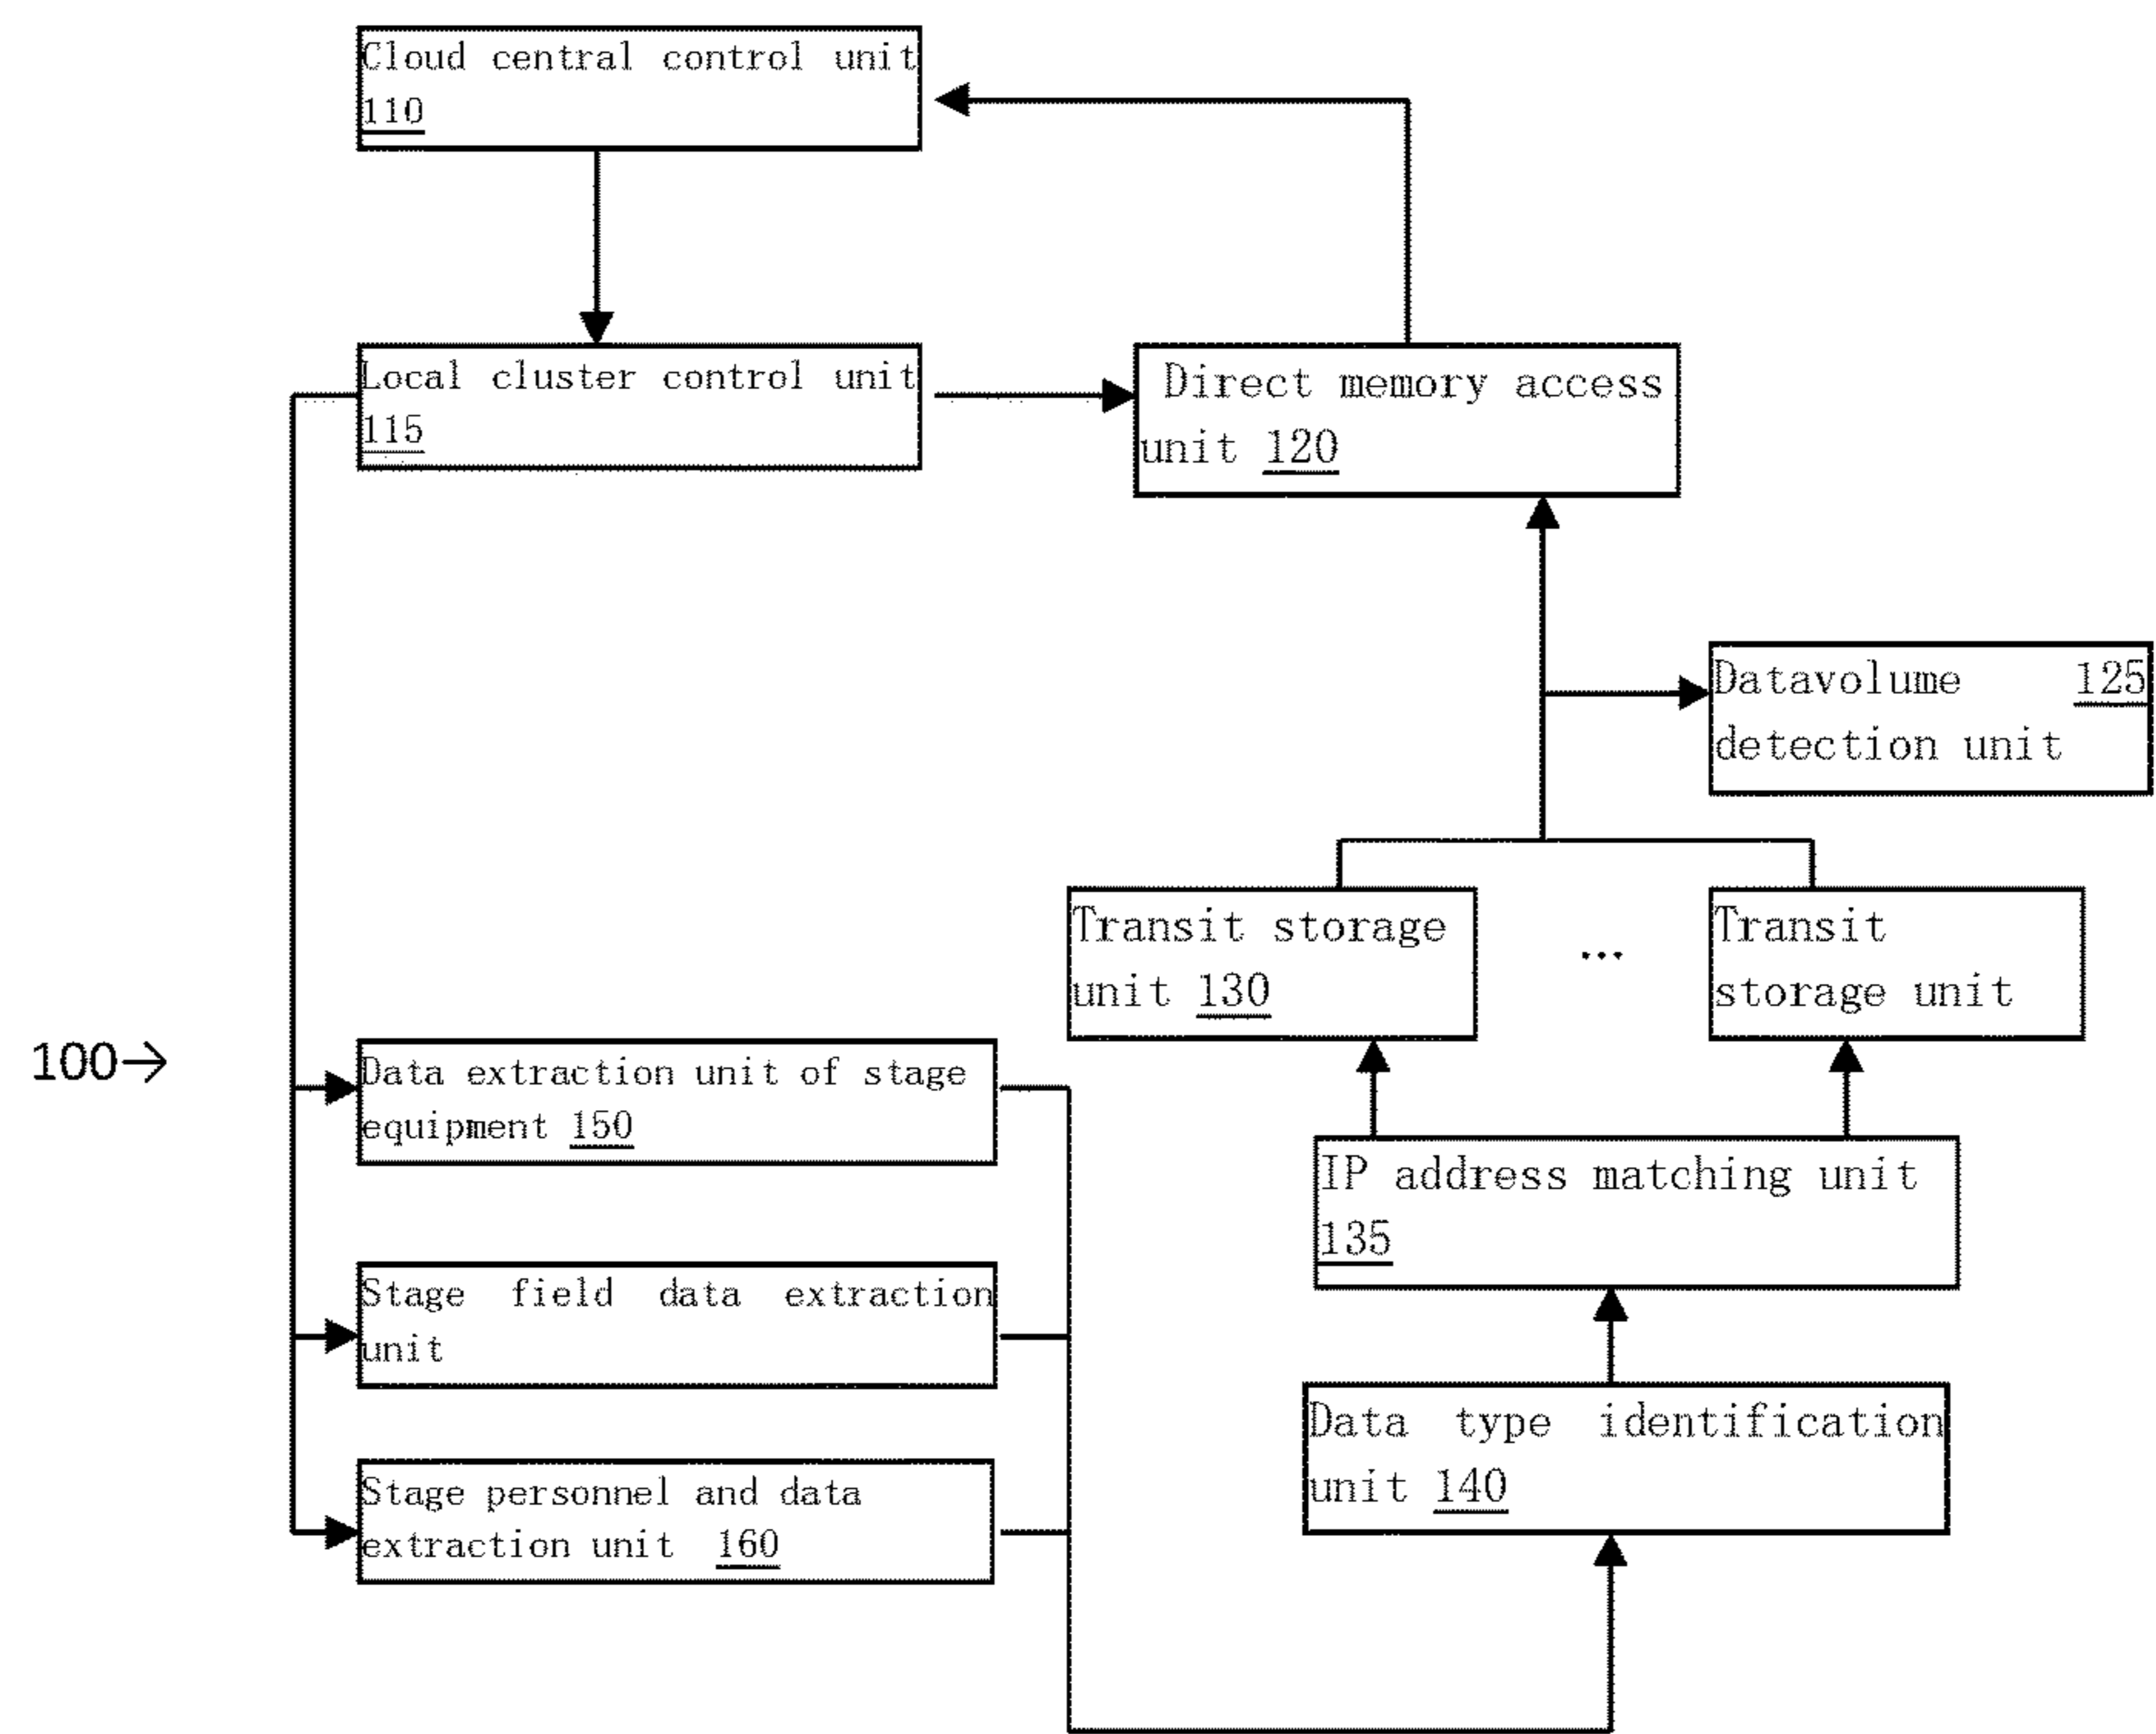 Cloud central control unit
110
Local cluster control unit
115
Direct memory access
unit 120
Datavolume 125
detection unit
Transit storage
unit 130
...
Transit
storage unit
100→
Data extraction unit of stage
equipment 150
IP address matching unit
135
Stage field data extraction
unit
Data type identification
unit 140
Stage personnel and data
extraction unit 160